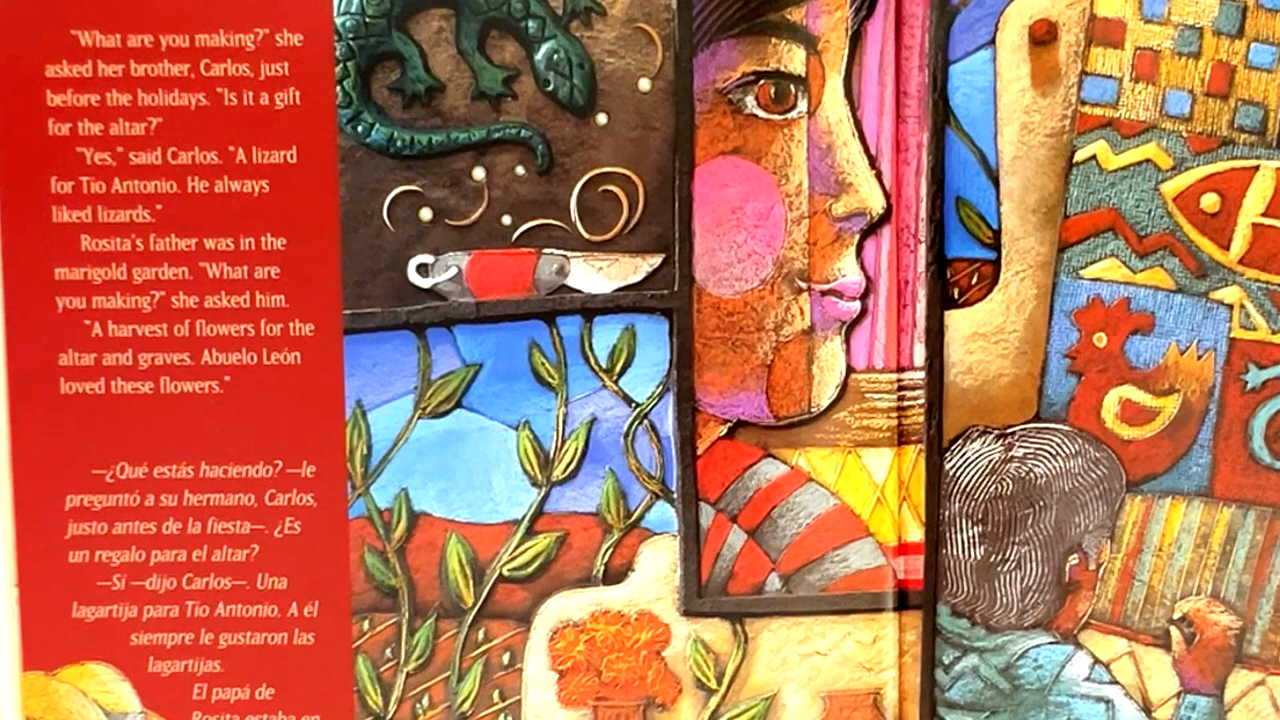 "What are you making?" she
asked her brother, Carlos, just
before the holidays. "Is it a gift
for the altar?"
"Yes," said Carlos. "A lizard
for Tío Antonio. He always
liked lizards."
Rosita's father was in the
marigold garden. "What are
you making?" she asked him.
"A harvest of flowers for the
altar and graves. Abuelo León
loved these flowers."
—¿Qué estás haciendo? —le
preguntó a su hermano, Carlos,
justo antes de la fiesta—. ¿Es
un regalo para el altar?
—Sí —dijo Carlos—. Una
lagartija para Tío Antonio. A él
siempre le gustaron las
lagartijas.
El papá de
Rosita estaba en